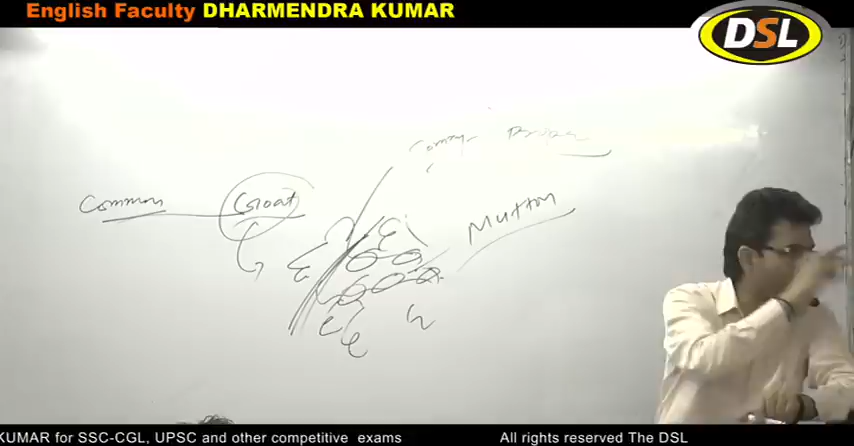 English Faculty DHARMENDRA KUMAR
DSL
Common Goat
Mutton
KUMAR for SSC-CGL, UPSC and other competitive exams All rights reserved The DSL